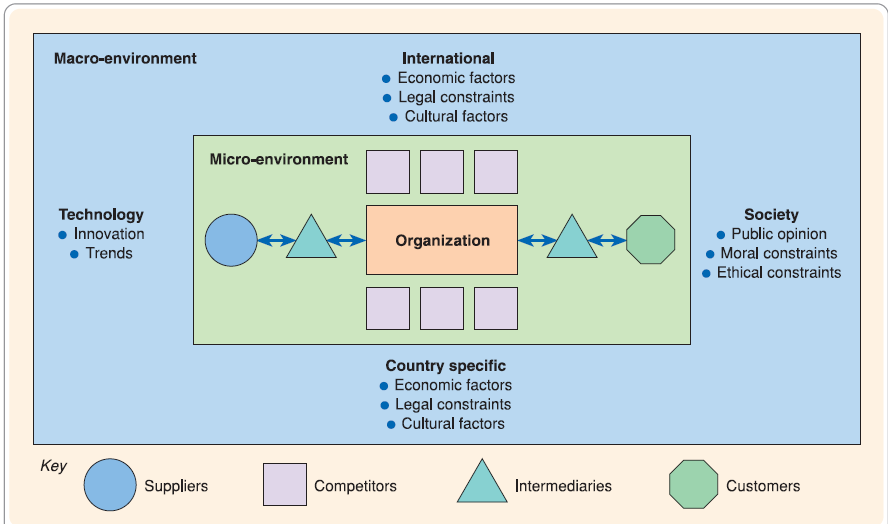 Macro-environment
International
Economic factors
Legal constraints
Cultural factors
Micro-environment
Technology
Innovation
Trends
Organization
Society
Public opinion
Moral constraints
Ethical constraints
Country specific
Economic factors
Legal constraints
Cultural factors
Key
Suppliers
Competitors
Intermediaries
Customers